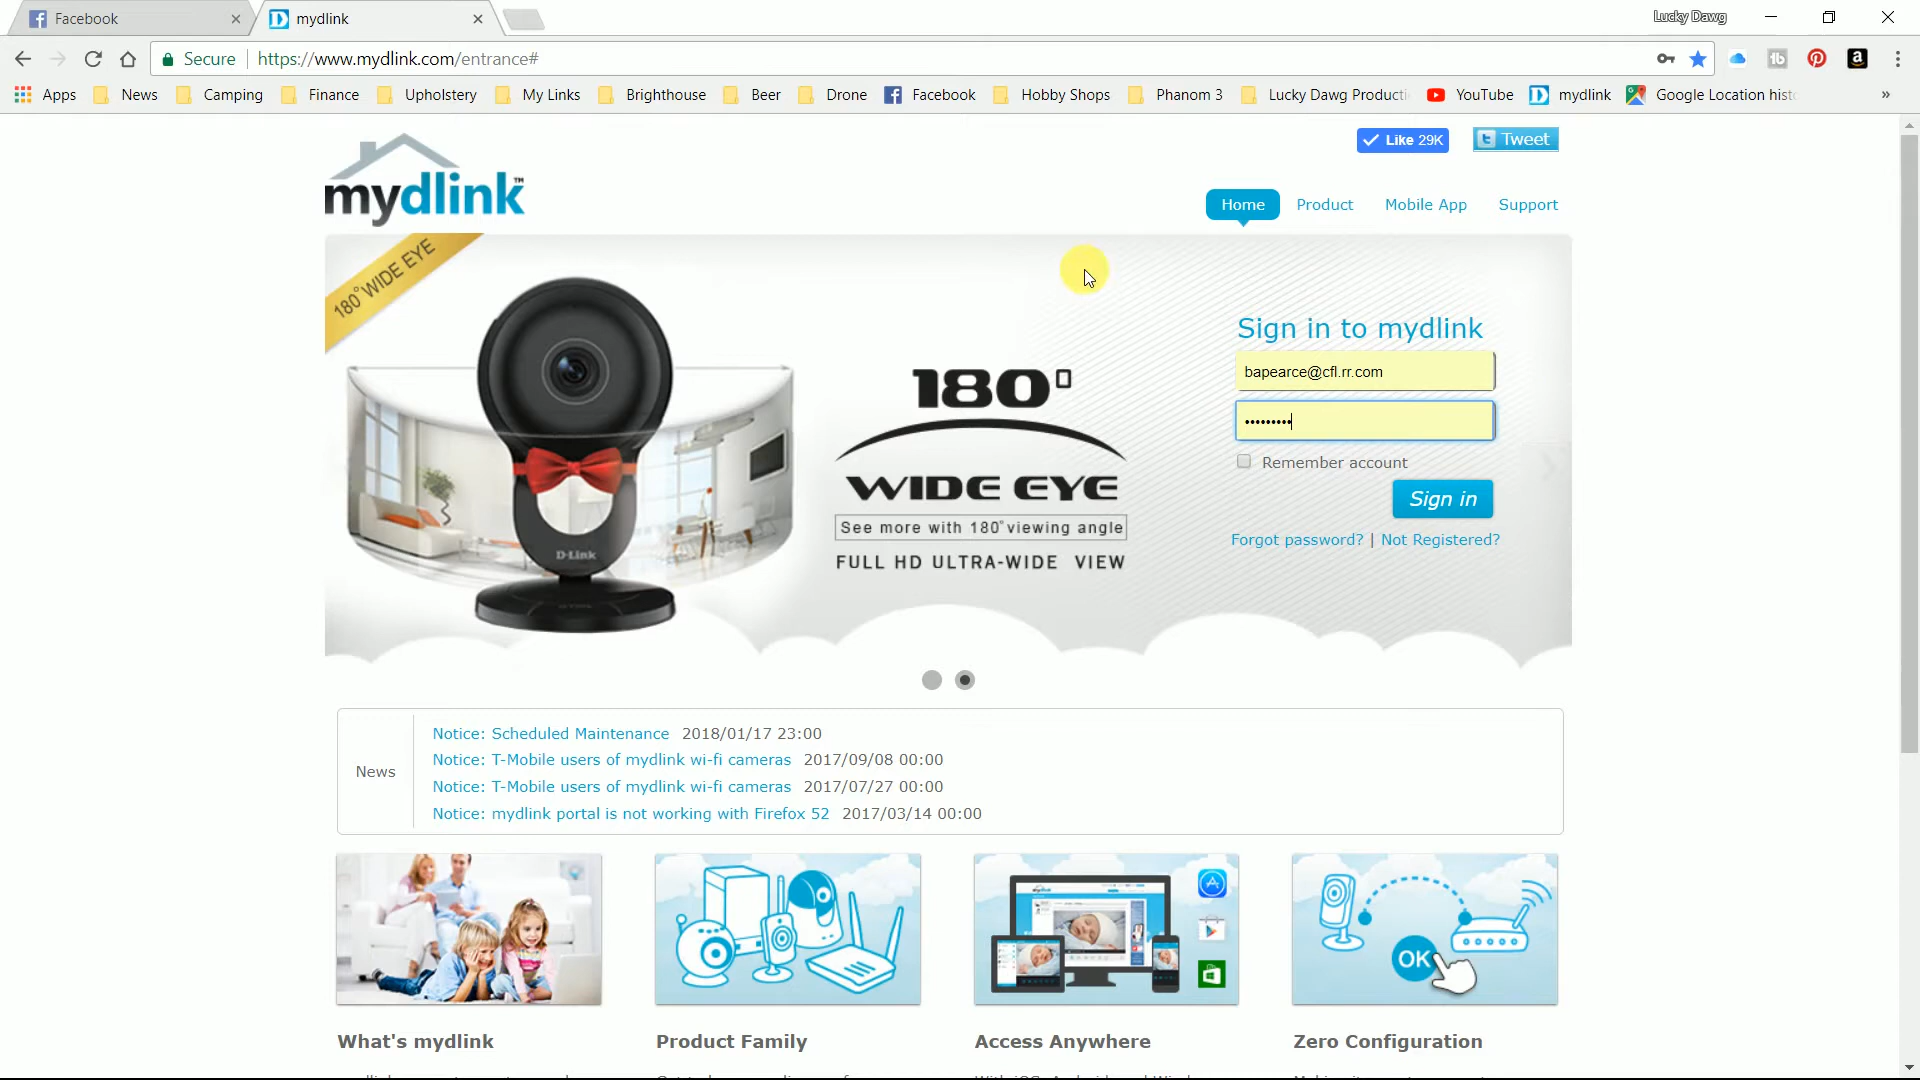 Facebook
mydlink
Lucky Dawg
Secure
https://www.mydlink.com/entrance#
Apps
News
Camping
Finance
Upholstery
My Links
Brighthouse
Beer
Drone
Facebook
Hobby Shops
Phanom 3
Lucky Dawg Producti
YouTube
mydlink
Google Location histo
»
Like 29K
Tweet
mydlink™
Home
Product
Mobile App
Support
180° WIDE EYE
Sign in to mydlink
bapearce@cfl.rr.com
•••••••••
180°
WIDE EYE
See more with 180° viewing angle
FULL HD ULTRA-WIDE VIEW
D-Link
Remember account
Sign in
Forgot password? | Not Registered?
News
Notice: Scheduled Maintenance 2018/01/17 23:00
Notice: T-Mobile users of mydlink wi-fi cameras 2017/09/08 00:00
Notice: T-Mobile users of mydlink wi-fi cameras 2017/07/27 00:00
Notice: mydlink portal is not working with Firefox 52 2017/03/14 00:00
OK
What's mydlink
Product Family
Access Anywhere
Zero Configuration